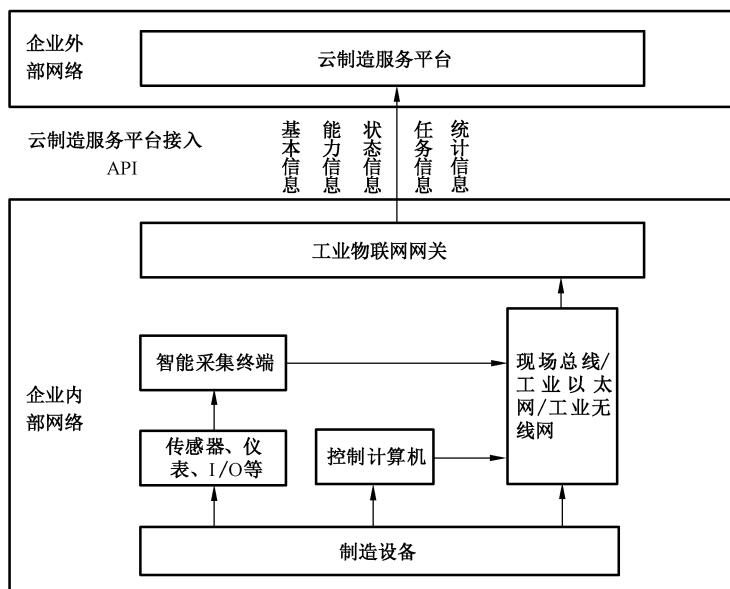 企业外
部网络
云制造服务平台
云制造服务平台接入
API
基本信息
能力信息
状态信息
任务信息
统计信息
工业物联网网关
企业内
部网络
智能采集终端
现场总线/
工业以太
网/工业无
线网
传感器、仪
表、I/O等
控制计算机
制造设备